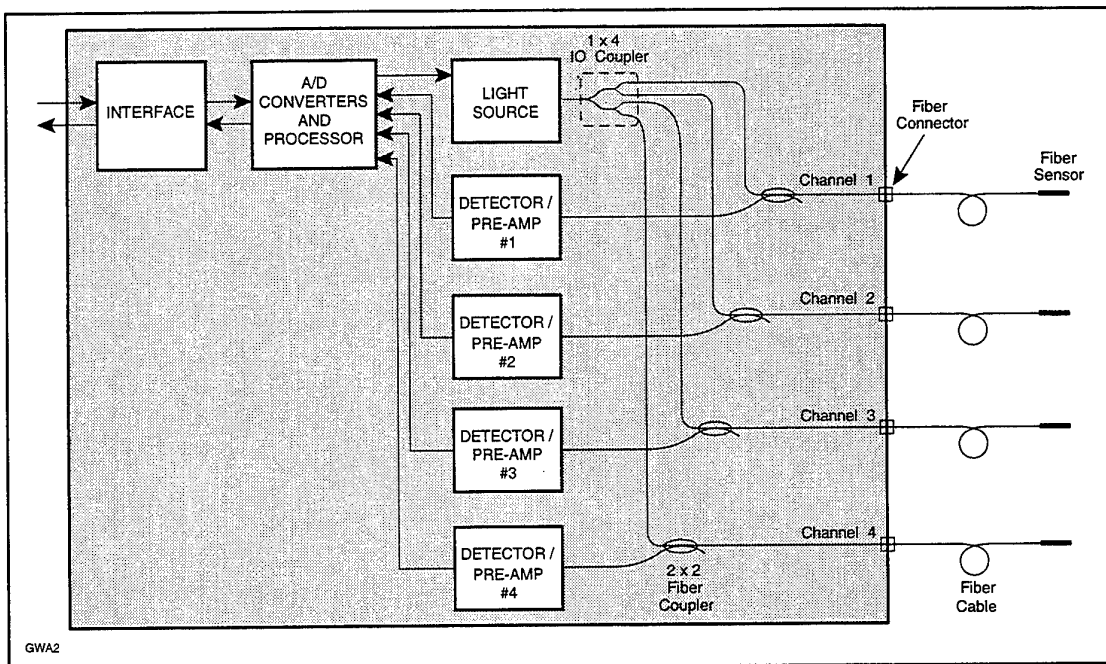 1 x 4
IO Coupler
INTERFACE
A/D
CONVERTERS
AND
PROCESSOR
LIGHT
SOURCE
Fiber
Connector
Fiber
Sensor
Channel 1
DETECTOR /
PRE-AMP
#1
Channel 2
DETECTOR /
PRE-AMP
#2
Channel 3
DETECTOR /
PRE-AMP
#3
Channel 4
DETECTOR /
PRE-AMP
#4
2 x 2
Fiber
Coupler
Fiber
Cable
GWA2